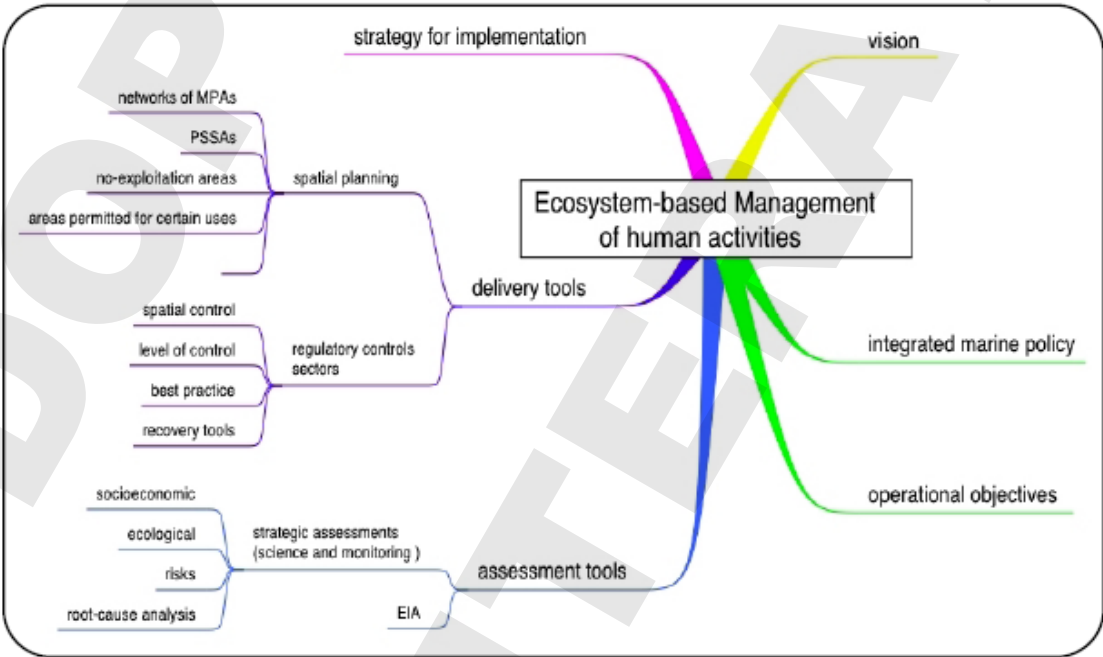 strategy for implementation
vision
networks of MPAs
PSSAs
no-exploitation areas
spatial planning
areas permitted for certain uses
Ecosystem-based Management
of human activities
delivery tools
spatial control
level of control
regulatory controls
sectors
best practice
recovery tools
integrated marine policy
operational objectives
socioeconomic
ecological
strategic assessments
(science and monitoring )
risks
root-cause analysis
assessment tools
EIA